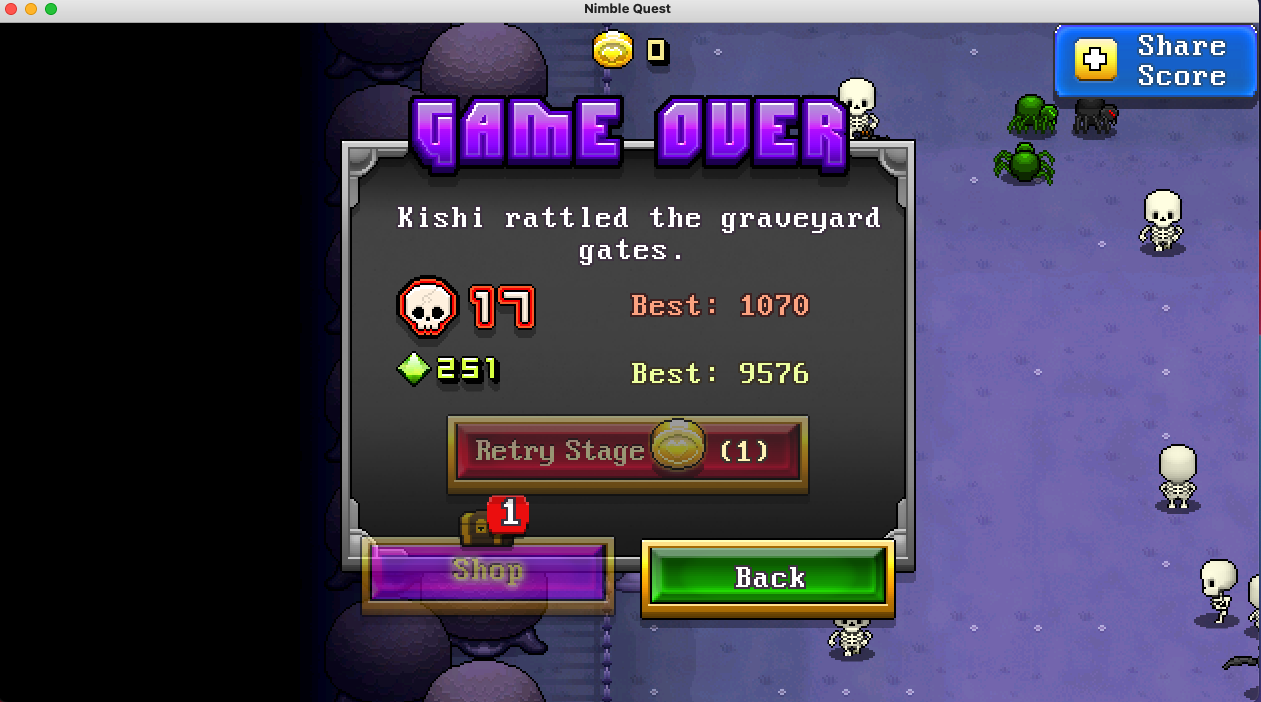 Nimble Quest
0
Share
Score
GAME OVER
Kishi rattled the graveyard
gates.
17
Best: 1070
251
Best: 9576
Retry Stage (1)
1
Shop
Back